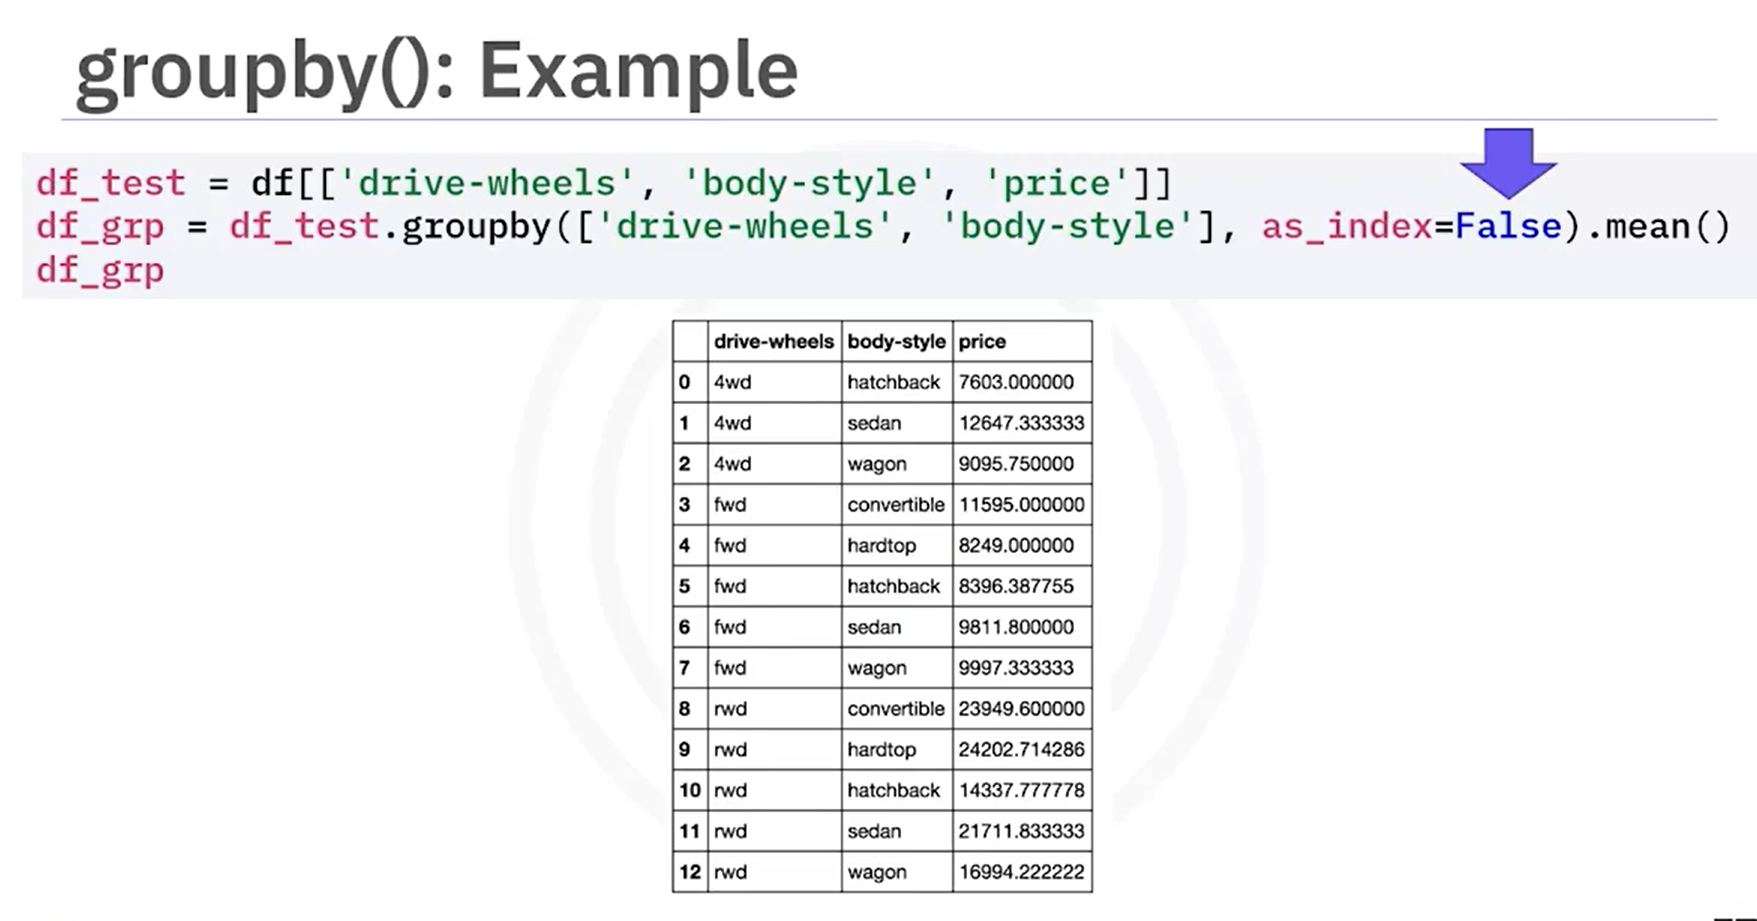 groupby(): Example
df_test = df[['drive-wheels', 'body-style', 'price']]
df_grp = df_test.groupby(['drive-wheels', 'body-style'], as_index=False).mean()
df_grp
drive-wheels body-style price
0 4wd hatchback 7603.000000
1 4wd sedan 12647.333333
2 4wd wagon 9095.750000
3 fwd convertible 11595.000000
4 fwd hardtop 8249.000000
5 fwd hatchback 8396.387755
6 fwd sedan 9811.800000
7 fwd wagon 9997.333333
8 rwd convertible 23949.600000
9 rwd hardtop 24202.714286
10 rwd hatchback 14337.777778
11 rwd sedan 21711.833333
12 rwd wagon 16994.222222